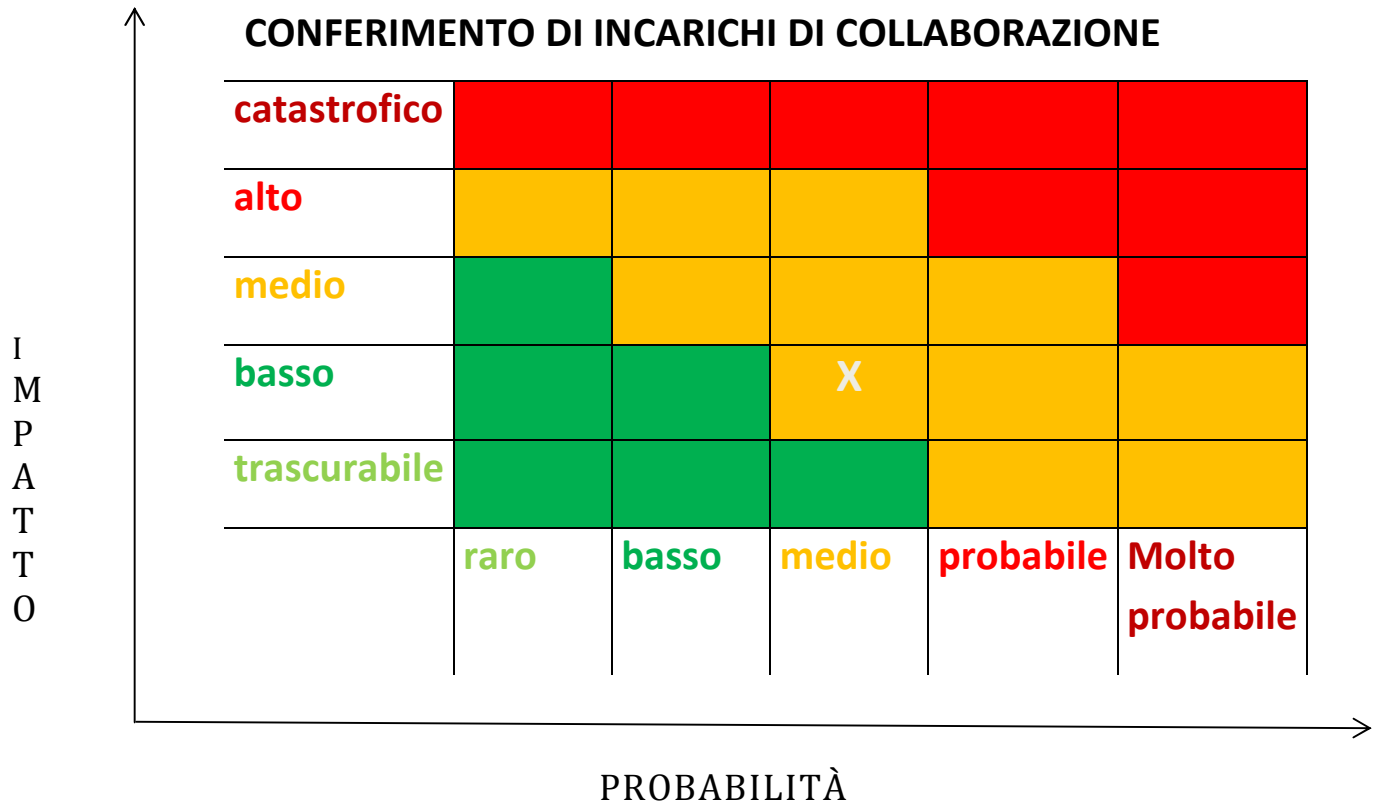 CONFERIMENTO DI INCARICHI DI COLLABORAZIONE
catastrofico
alto
medio
basso
X
trascurabile
raro
basso
medio
probabile
Molto
probabile
I
M
P
A
T
T
O
PROBABILITÀ